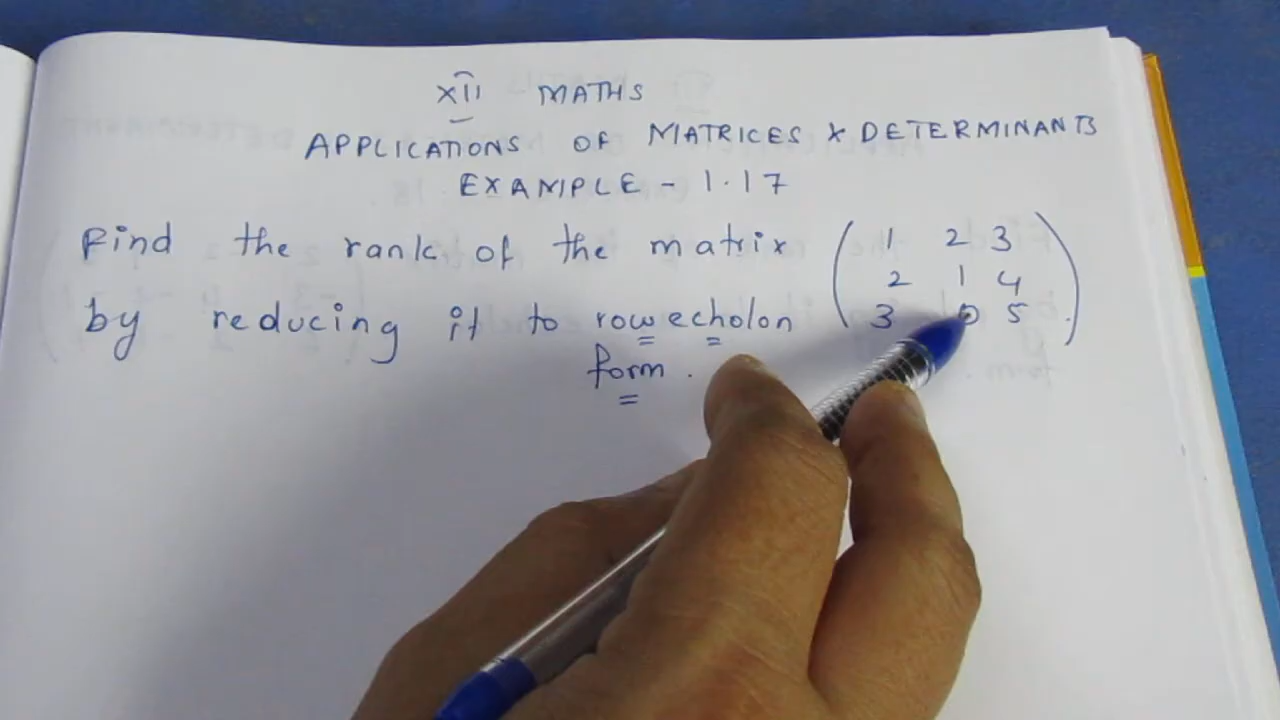 XII MATHS
APPLICATIONS OF MATRICES & DETERMINANTS
EXAMPLE - 1.17
Find the rank of the matrix ( 1 2 3
2 1 4
3 0 5 )
by reducing it to row echelon
form.